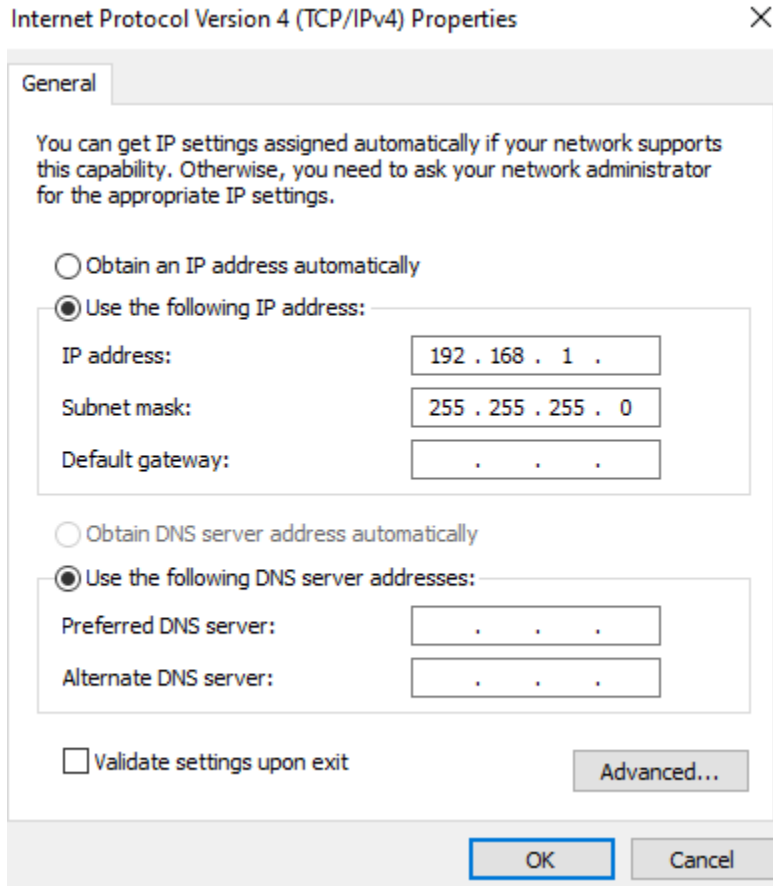 Internet Protocol Version 4 (TCP/IPv4) Properties
General
You can get IP settings assigned automatically if your network supports
this capability. Otherwise, you need to ask your network administrator
for the appropriate IP settings.
Obtain an IP address automatically
Use the following IP address:
IP address: 192 . 168 . 1 .
Subnet mask: 255 . 255 . 255 . 0
Default gateway: . . .
Obtain DNS server address automatically
Use the following DNS server addresses:
Preferred DNS server: . . .
Alternate DNS server: . . .
Validate settings upon exit
Advanced...
OK Cancel